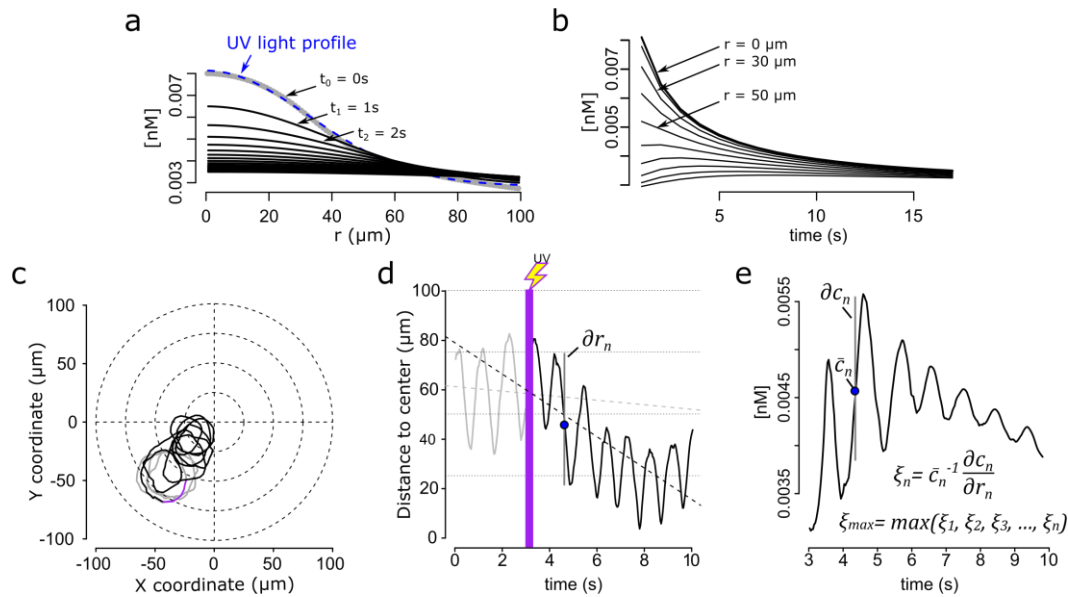 a
UV light profile
t₀ = 0s
t₁ = 1s
t₂ = 2s
[nM]
0.007
0.003
0 20 40 60 80 100
r (µm)
b
r = 0 µm
r = 30 µm
r = 50 µm
[nM]
0.007
0.005
5 10 15
time (s)
c
Y coordinate (µm)
100
50
0
-50
-100
-100 -50 0 50 100
X coordinate (µm)
d
UV
∂rₙ
Distance to center (µm)
100
80
60
40
20
0
0 2 4 6 8 10
time (s)
e
∂cₙ
c̄ₙ
[nM]
0.0055
0.0045
0.0035
ξₙ= c̄ₙ⁻¹ ∂cₙ/∂rₙ
ξmax= max(ξ₁, ξ₂, ξ₃, ..., ξₙ)
3 4 5 6 7 8 9 10
time (s)